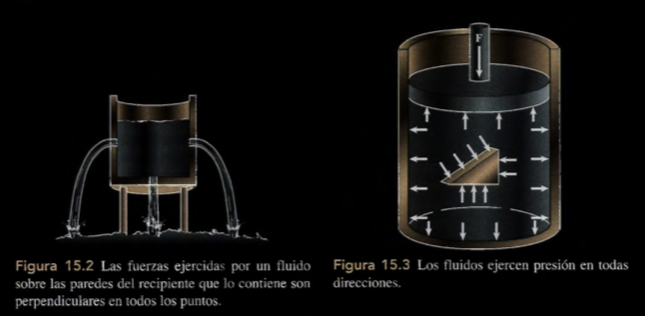 F
Figura 15.2 Las fuerzas ejercidas por un fluido
sobre las paredes del recipiente que lo contiene son
perpendiculares en todos los puntos.
Figura 15.3 Los fluidos ejercen presión en todas
direcciones.